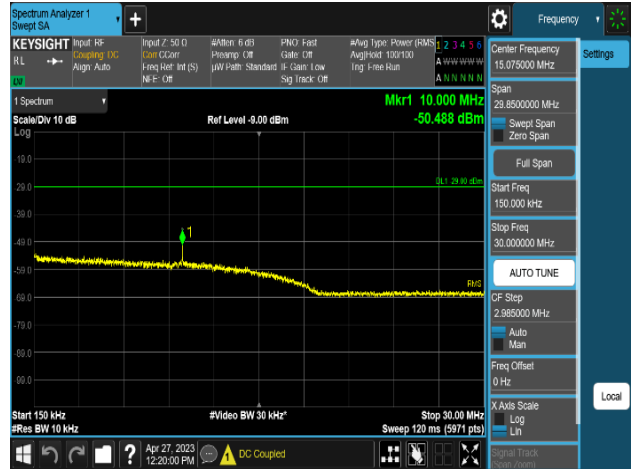 Spectrum Analyzer 1
Swept SA
Frequency
KEYSIGHT
RL
Input: RF
Coupling: DC
Align: Auto
Input Z: 50 Ω
Corr CCorr
Freq Ref: Int (S)
NFE: Off
#Atten: 6 dB
Preamp: Off
µW Path: Standard
PNO: Fast
Gate: Off
IF Gain: Low
Sig Track: Off
#Avg Type: Power (RMS)
Avg|Hold: 100/100
Trig: Free Run
1 2 3 4 5 6
A W W W W W
A N N N N N
1 Spectrum
Scale/Div 10 dB
Log
Ref Level -9.00 dBm
Mkr1 10.000 MHz
-50.488 dBm
-19.0
-29.0
-39.0
-49.0
-59.0
-69.0
-79.0
-89.0
-99.0
DL1 -29.00 dBm
1
RMS
Start 150 kHz
#Res BW 10 kHz
#Video BW 30 kHz*
Stop 30.00 MHz
Sweep 120 ms (5971 pts)
Center Frequency
15.075000 MHz
Span
29.8500000 MHz
Swept Span
Zero Span
Full Span
Start Freq
150.000 kHz
Stop Freq
30.000000 MHz
AUTO TUNE
CF Step
2.985000 MHz
Auto
Man
Freq Offset
0 Hz
X Axis Scale
Log
Lin
Signal Track
(Span Zoom)
Settings
Local
?
Apr 27, 2023
12:20:00 PM
DC Coupled